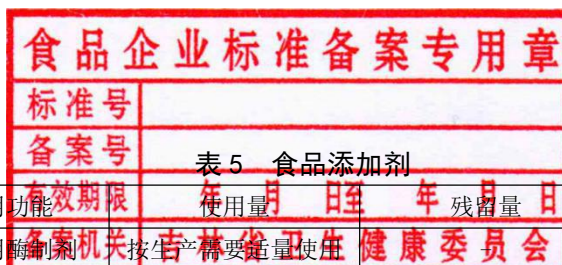 食品企业标准备案专用章
标准号
备案号
表 5 食品添加剂
有效期限 年 月 日至 年 月 日
功能 使用量 残留量
备案机关 吉林省卫生健康委员会
用酶制剂 按生产需要适量使用 —